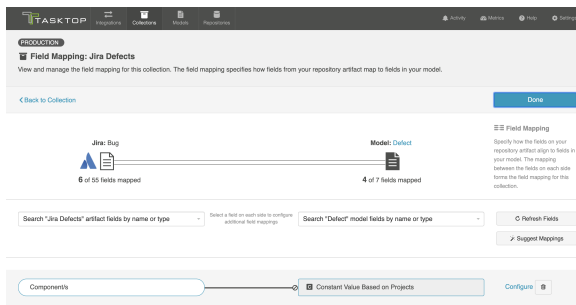 TASKTOP
Integrations
Collections
Models
Repositories
Activity
Metrics
Help
Settings
PRODUCTION
Field Mapping: Jira Defects
View and manage the field mapping for this collection. The field mapping specifies how fields from your repository artifact map to fields in your model.
Back to Collection
Done
Field Mapping
Specify how the fields on your
repository artifact align to fields in
your model. The mapping
between the fields on each side
forms the field mapping for this
collection.
Jira: Bug
Model: Defect
6 of 55 fields mapped
4 of 7 fields mapped
Search "Jira Defects" artifact fields by name or type
Select a field on each side to configure
additional field mappings
Search "Defect" model fields by name or type
Refresh Fields
Suggest Mappings
Component/s
C Constant Value Based on Projects
Configure